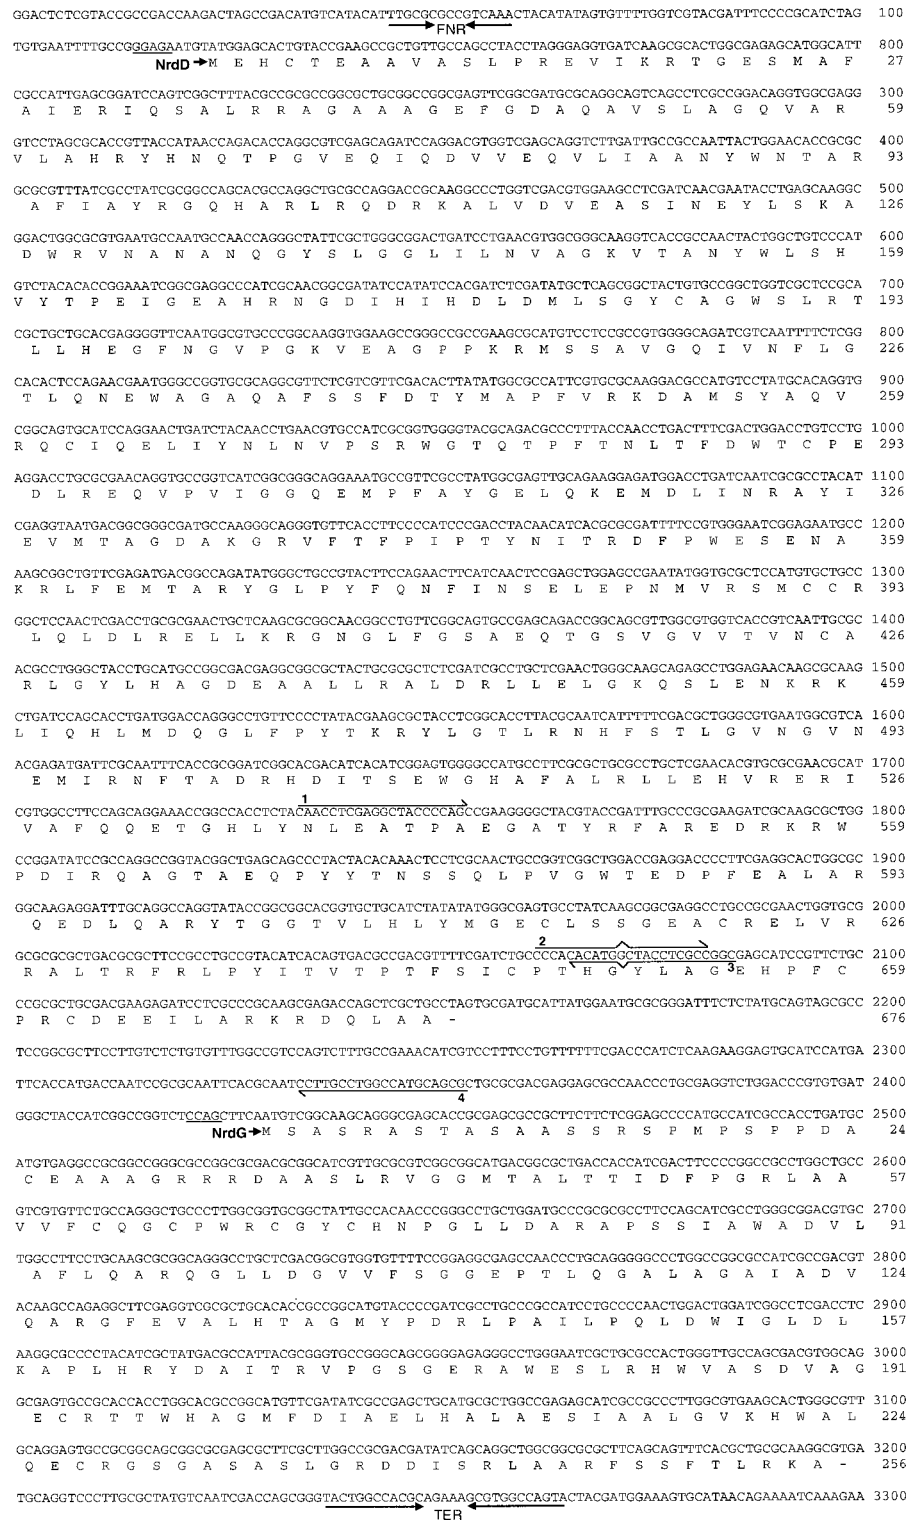 GGACTCTCGTACCGCCGACCAAGACTAGCCGACATGTCATACATTTGCGCGCCGTCAAACTACATATAGTGTTTTGGTCGTACGATTTCCCCGCATCTAG 100
FNR
TGTGAATTTTGCCGGGAGAATGTATGGAGCACTGTACCGAAGCCGCTGTTGCCAGCCTACCTAGGGAGGTGATCAAGCGCACTGGCGAGAGCATGGCATT 800
NrdD M E H C T E A A V A S L P R E V I K R T G E S M A F 27
CGCCATTGAGCGGATCCAGTCGGCTTTACGCCGCGCCGGCGCTGCGGCCGGCGAGTTCGGCGATGCGCAGGCAGTCAGCCTCGCCGGACAGGTGGCGAGG 300
A I E R I Q S A L R R A G A A A G E F G D A Q A V S L A G Q V A R 59
GTCCTAGCGCACCGTTACCATAACCAGACACCAGGCGTCGAGCAGATCCAGGACGTGGTCGAGCAGGTCTTGATTGCCGCCAATTACTGGAACACCGCGC 400
V L A H R Y H N Q T P G V E Q I Q D V V E Q V L I A A N Y W N T A R 93
GCGCGTTTATCGCCTATCGCGGCCAGCACGCCAGGCTGCGCCAGGACCGCAAGGCCCTGGTCGACGTGGAAGCCTCGATCAACGAATACCTGAGCAAGGC 500
A F I A Y R G Q H A R L R Q D R K A L V D V E A S I N E Y L S K A 126
GGACTGGCGCGTGAATGCCAATGCCAACCAGGGCTATTCGCTGGGCGGACTGATCCTGAACGTGGCGGGCAAGGTCACCGCCAACTACTGGCTGTCCCAT 600
D W R V N A N A N Q G Y S L G G L I L N V A G K V T A N Y W L S H 159
GTCTACACACCGGAAATCGGCGAGGCCCATCGCAACGGCGATATCCATATCCACGATCTCGATATGCTCAGCGGCTACTGTGCCGGCTGGTCGCTCCGCA 700
V Y T P E I G E A H R N G D I H I H D L D M L S G Y C A G W S L R T 193
CGCTGCTGCACGAGGGGTTCAATGGCGTGCCCGGCAAGGTGGAAGCCGGGCCGCCGAAGCGCATGTCCTCCGCCGTGGGGCAGATCGTCAATTTTCTCGG 800
L L H E G F N G V P G K V E A G P P K R M S S A V G Q I V N F L G 226
CACACTCCAGAACGAATGGGCCGGTGCGCAGGCGTTCTCGTCGTTCGACACTTATATGGCGCCATTCGTGCGCAAGGACGCCATGTCCTATGCACAGGTG 900
T L Q N E W A G A Q A F S S F D T Y M A P F V R K D A M S Y A Q V 259
CGGCAGTGCATCCAGGAACTGATCTACAACCTGAACGTGCCATCGCGGTGGGGTACGCAGACGCCCTTTACCAACCTGACTTTCGACTGGACCTGTCCTG 1000
R Q C I Q E L I Y N L N V P S R W G T Q T P F T N L T F D W T C P E 293
AGGACCTGCGCGAACAGGTGCCGGTCATCGGCGGGCAGGAAATGCCGTTCGCCTATGGCGAGTTGCAGAAGGAGATGGACCTGATCAATCGCGCCTACAT 1100
D L R E Q V P V I G G Q E M P F A Y G E L Q K E M D L I N R A Y I 326
CGAGGTAATGACGGCGGGCGATGCCAAGGGCAGGGTGTTCACCTTCCCCATCCCGACCTACAACATCACGCGCGATTTTCCGTGGGAATCGGAGAATGCC 1200
E V M T A G D A K G R V F T F P I P T Y N I T R D F P W E S E N A 359
AAGCGGCTGTTCGAGATGACGGCCAGATATGGGCTGCCGTACTTCCAGAACTTCATCAACTCCGAGCTGGAGCCGAATATGGTGCGCTCCATGTGCTGCC 1300
K R L F E M T A R Y G L P Y F Q N F I N S E L E P N M V R S M C C R 393
GGCTCCAACTCGACCTGCGCGAACTGCTCAAGCGCGGCAACGGCCTGTTCGGCAGTGCCGAGCAGACCGGCAGCGTTGGCGTGGTCACCGTCAATTGCGC 1400
L Q L D L R E L L K R G N G L F G S A E Q T G S V G V V T V N C A 426
ACGCCTGGGCTACCTGCATGCCGGCGACGAGGCGGCGCTACTGCGCGCTCTCGATCGCCTGCTCGAACTGGGCAAGCAGAGCCTGGAGAACAAGCGCAAG 1500
R L G Y L H A G D E A A L L R A L D R L L E L G K Q S L E N K R K 459
CTGATCCAGCACCTGATGGACCAGGGCCTGTTCCCCTATACGAAGCGCTACCTCGGCACCTTACGCAATCATTTTTCGACGCTGGGCGTGAATGGCGTCA 1600
L I Q H L M D Q G L F P Y T K R Y L G T L R N H F S T L G V N G V N 493
ACGAGATGATTCGCAATTTCACCGCGGATCGGCACGACATCACATCGGAGTGGGGCCATGCCTTCGCGCTGCGCCTGCTCGAACACGTGCGCGAACGCAT 1700
E M I R N F T A D R H D I T S E W G H A F A L R L L E H V R E R I 526
1
CGTGGCCTTCCAGCAGGAAACCGGCCACCTCTACAACCTCGAGGCTACCCCAGCCGAAGGGGCTACGTACCGATTTGCCCGCGAAGATCGCAAGCGCTGG 1800
V A F Q Q E T G H L Y N L E A T P A E G A T Y R F A R E D R K R W 559
CCGGATATCCGCCAGGCCGGTACGGCTGAGCAGCCCTACTACACAAACTCCTCGCAACTGCCGGTCGGCTGGACCGAGGACCCCTTCGAGGCACTGGCGC 1900
P D I R Q A G T A E Q P Y Y T N S S Q L P V G W T E D P F E A L A R 593
GGCAAGAGGATTTGCAGGCCAGGTATACCGGCGGCACGGTGCTGCATCTATATATGGGCGAGTGCCTATCAAGCGGCGAGGCCTGCCGCGAACTGGTGCG 2000
Q E D L Q A R Y T G G T V L H L Y M G E C L S S G E A C R E L V R 626
2
GCGCGCGCTGACGCGCTTCCGCCTGCCGTACATCACAGTGACGCCGACGTTTTCGATCTGCCCCACACATGGCTACCTCGCCGGCGAGCATCCGTTCTGC 2100
3
R A L T R F R L P Y I T V T P T F S I C P T H G Y L A G E H P F C 659
CCGCGCTGCGACGAAGAGATCCTCGCCCGCAAGCGAGACCAGCTCGCTGCCTAGTGCGATGCATTATGGAATGCGCGGGATTTCTCTATGCAGTAGCGCC 2200
P R C D E E I L A R K R D Q L A A - 676
TCCGGCGCTTCCTTGTCTCTGTGTTTGGCCGTCCAGTCTTTGCCGAAACATCGTCCTTTCCTGTTTTTTCGACCCATCTCAAGAAGGAGTGCATCCATGA 2300
TTCACCATGACCAATCCGCGCAATTCACGCAATCCTTGCCTGGCCATGCAGCGCTGCGCGACGAGGAGCGCCAACCCTGCGAGGTCTGGACCCGTGTGAT 2400
4
GGGCTACCATCGGCCGGTCTCCAGCTTCAATGTCGGCAAGCAGGGCGAGCACCGCGAGCGCCGCTTCTTCTCGGAGCCCCATGCCATCGCCACCTGATGC 2500
NrdG M S A S R A S T A S A A S S R S P M P S P P D A 24
ATGTGAGGCCGCGGCCGGGCGCCGGCGCGACGCGGCATCGTTGCGCGTCGGCGGCATGACGGCGCTGACCACCATCGACTTCCCCGGCCGCCTGGCTGCC 2600
C E A A A G R R R D A A S L R V G G M T A L T T I D F P G R L A A 57
GTCGTGTTCTGCCAGGGCTGCCCTTGGCGGTGCGGCTATTGCCACAACCCGGGCCTGCTGGATGCCCGCGCGCCTTCCAGCATCGCCTGGGCGGACGTGC 2700
V V F C Q G C P W R C G Y C H N P G L L D A R A P S S I A W A D V L 91
TGGCCTTCCTGCAAGCGCGGCAGGGCCTGCTCGACGGCGTGGTGTTTTCCGGAGGCGAGCCAACCCTGCAGGGGGCCCTGGCCGGCGCCATCGCCGACGT 2800
A F L Q A R Q G L L D G V V F S G G E P T L Q G A L A G A I A D V 124
ACAAGCCAGAGGCTTCGAGGTCGCGCTGCACACCGCCGGCATGTACCCCGATCGCCTGCCCGCCATCCTGCCCCAACTGGACTGGATCGGCCTCGACCTC 2900
Q A R G F E V A L H T A G M Y P D R L P A I L P Q L D W I G L D L 157
AAGGCGCCCCTACATCGCTATGACGCCATTACGCGGGTGCCGGGCAGCGGGGAGAGGGCCTGGGAATCGCTGCGCCACTGGGTTGCCAGCGACGTGGCAG 3000
K A P L H R Y D A I T R V P G S G E R A W E S L R H W V A S D V A G 191
GCGAGTGCCGCACCACCTGGCACGCCGGCATGTTCGATATCGCCGAGCTGCATGCGCTGGCCGAGAGCATCGCCGCCCTTGGCGTGAAGCACTGGGCGTT 3100
E C R T T W H A G M F D I A E L H A L A E S I A A L G V K H W A L 224
GCAGGAGTGCCGCGGCAGCGGCGCGAGCGCTTCGCTTGGCCGCGACGATATCAGCAGGCTGGCGGCGCGCTTCAGCAGTTTCACGCTGCGCAAGGCGTGA 3200
Q E C R G S G A S A S L G R D D I S R L A A R F S S F T L R K A - 256
TGCAGGTCCCTTGCGCTATGTCAATCGACCAGCGGGTACTGGCCACGCAGAAAGCGTGGCCAGTACTACGATGGAAAGTGCATAACAGAAAATCAAAGAA 3300
TER